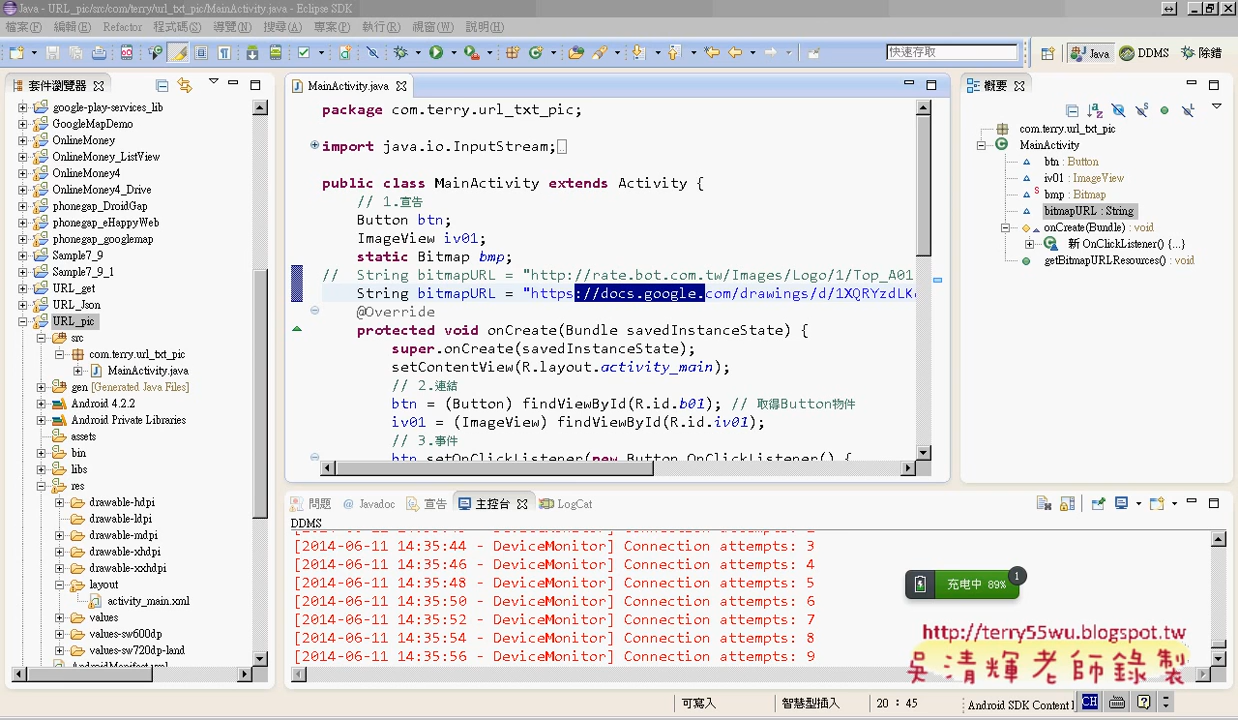 Java - URL_pic/src/com/terry/url_txt_pic/MainActivity.java - Eclipse SDK
檔案(F) 編輯(E) Refactor 程式碼(S) 導覽(N) 搜尋(A) 專案(P) 執行(R) 視窗(W) 說明(H)
快速存取 Java DDMS 除錯
套件瀏覽器
google-play-services_lib
GoogleMapDemo
OnlineMoney
OnlineMoney_ListView
OnlineMoney4
OnlineMoney4_Drive
phonegap_DroidGap
phonegap_eHappyWeb
phonegap_googlemap
Sample7_9
Sample7_9_1
URL_get
URL_Json
URL_pic
src
com.terry.url_txt_pic
MainActivity.java
gen [Generated Java Files]
Android 4.2.2
Android Private Libraries
assets
bin
libs
res
drawable-hdpi
drawable-ldpi
drawable-mdpi
drawable-xhdpi
drawable-xxhdpi
layout
activity_main.xml
values
values-sw600dp
values-sw720dp-land
AndroidManifest.xml
MainActivity.java
package com.terry.url_txt_pic;
import java.io.InputStream;
public class MainActivity extends Activity {
// 1.宣告
Button btn;
ImageView iv01;
static Bitmap bmp;
// String bitmapURL = "http://rate.bot.com.tw/Images/Logo/1/Top_A01
String bitmapURL = "https://docs.google.com/drawings/d/1XQRYzdLK
@Override
protected void onCreate(Bundle savedInstanceState) {
super.onCreate(savedInstanceState);
setContentView(R.layout.activity_main);
// 2.連結
btn = (Button) findViewById(R.id.b01); // 取得Button物件
iv01 = (ImageView) findViewById(R.id.iv01);
// 3.事件
btn.setOnClickListener(new Button.OnClickListener() {
概要
com.terry.url_txt_pic
MainActivity
btn : Button
iv01 : ImageView
bmp : Bitmap
bitmapURL : String
onCreate(Bundle) : void
新 OnClickListener() {...}
getBitmapURLResources() : void
問題 @ Javadoc 宣告 主控台 LogCat
DDMS
[2014-06-11 14:35:44 - DeviceMonitor] Connection attempts: 3
[2014-06-11 14:35:46 - DeviceMonitor] Connection attempts: 4
[2014-06-11 14:35:48 - DeviceMonitor] Connection attempts: 5
[2014-06-11 14:35:50 - DeviceMonitor] Connection attempts: 6
[2014-06-11 14:35:52 - DeviceMonitor] Connection attempts: 7
[2014-06-11 14:35:54 - DeviceMonitor] Connection attempts: 8
[2014-06-11 14:35:56 - DeviceMonitor] Connection attempts: 9
充电中 89% 1
http://terry55wu.blogspot.tw
吳清輝老師錄製
可寫入 智慧型插入 20 : 45 Android SDK Content CH